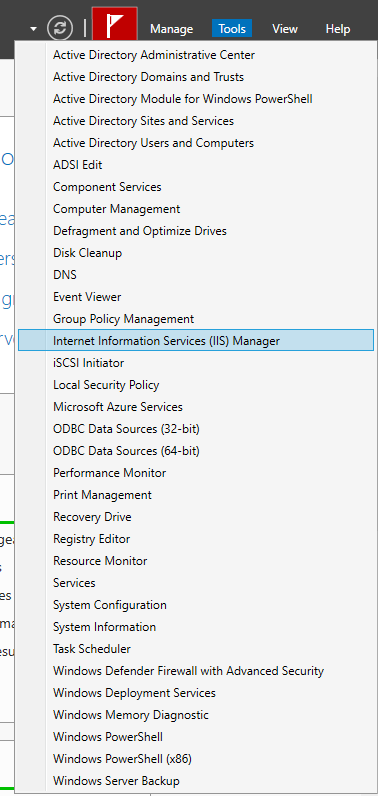 Manage Tools View Help
Active Directory Administrative Center
Active Directory Domains and Trusts
Active Directory Module for Windows PowerShell
Active Directory Sites and Services
Active Directory Users and Computers
ADSI Edit
Component Services
Computer Management
Defragment and Optimize Drives
Disk Cleanup
DNS
Event Viewer
Group Policy Management
Internet Information Services (IIS) Manager
iSCSI Initiator
Local Security Policy
Microsoft Azure Services
ODBC Data Sources (32-bit)
ODBC Data Sources (64-bit)
Performance Monitor
Print Management
Recovery Drive
Registry Editor
Resource Monitor
Services
System Configuration
System Information
Task Scheduler
Windows Defender Firewall with Advanced Security
Windows Deployment Services
Windows Memory Diagnostic
Windows PowerShell
Windows PowerShell (x86)
Windows Server Backup